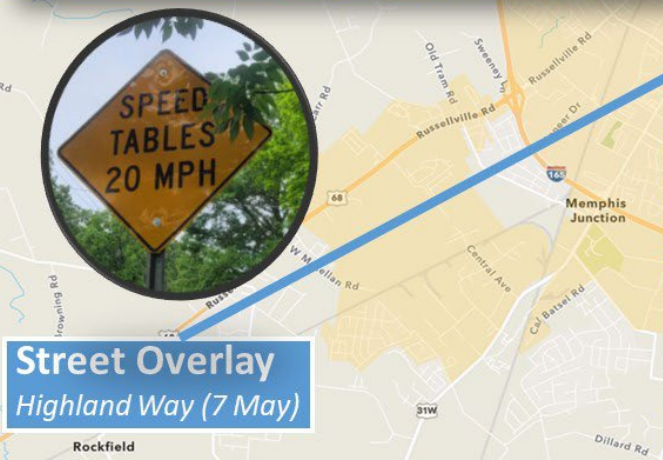 SPEED
TABLES
20 MPH
Old Tram Rd
Sweeney Ln
Russellville Rd
Russellville Rd
68
165
Memphis
Junction
W McLellan Rd
Central Ave
Cal Batsel Rd
Browning Rd
Street Overlay
Highland Way (7 May)
31W
Rockfield
Dillard Rd